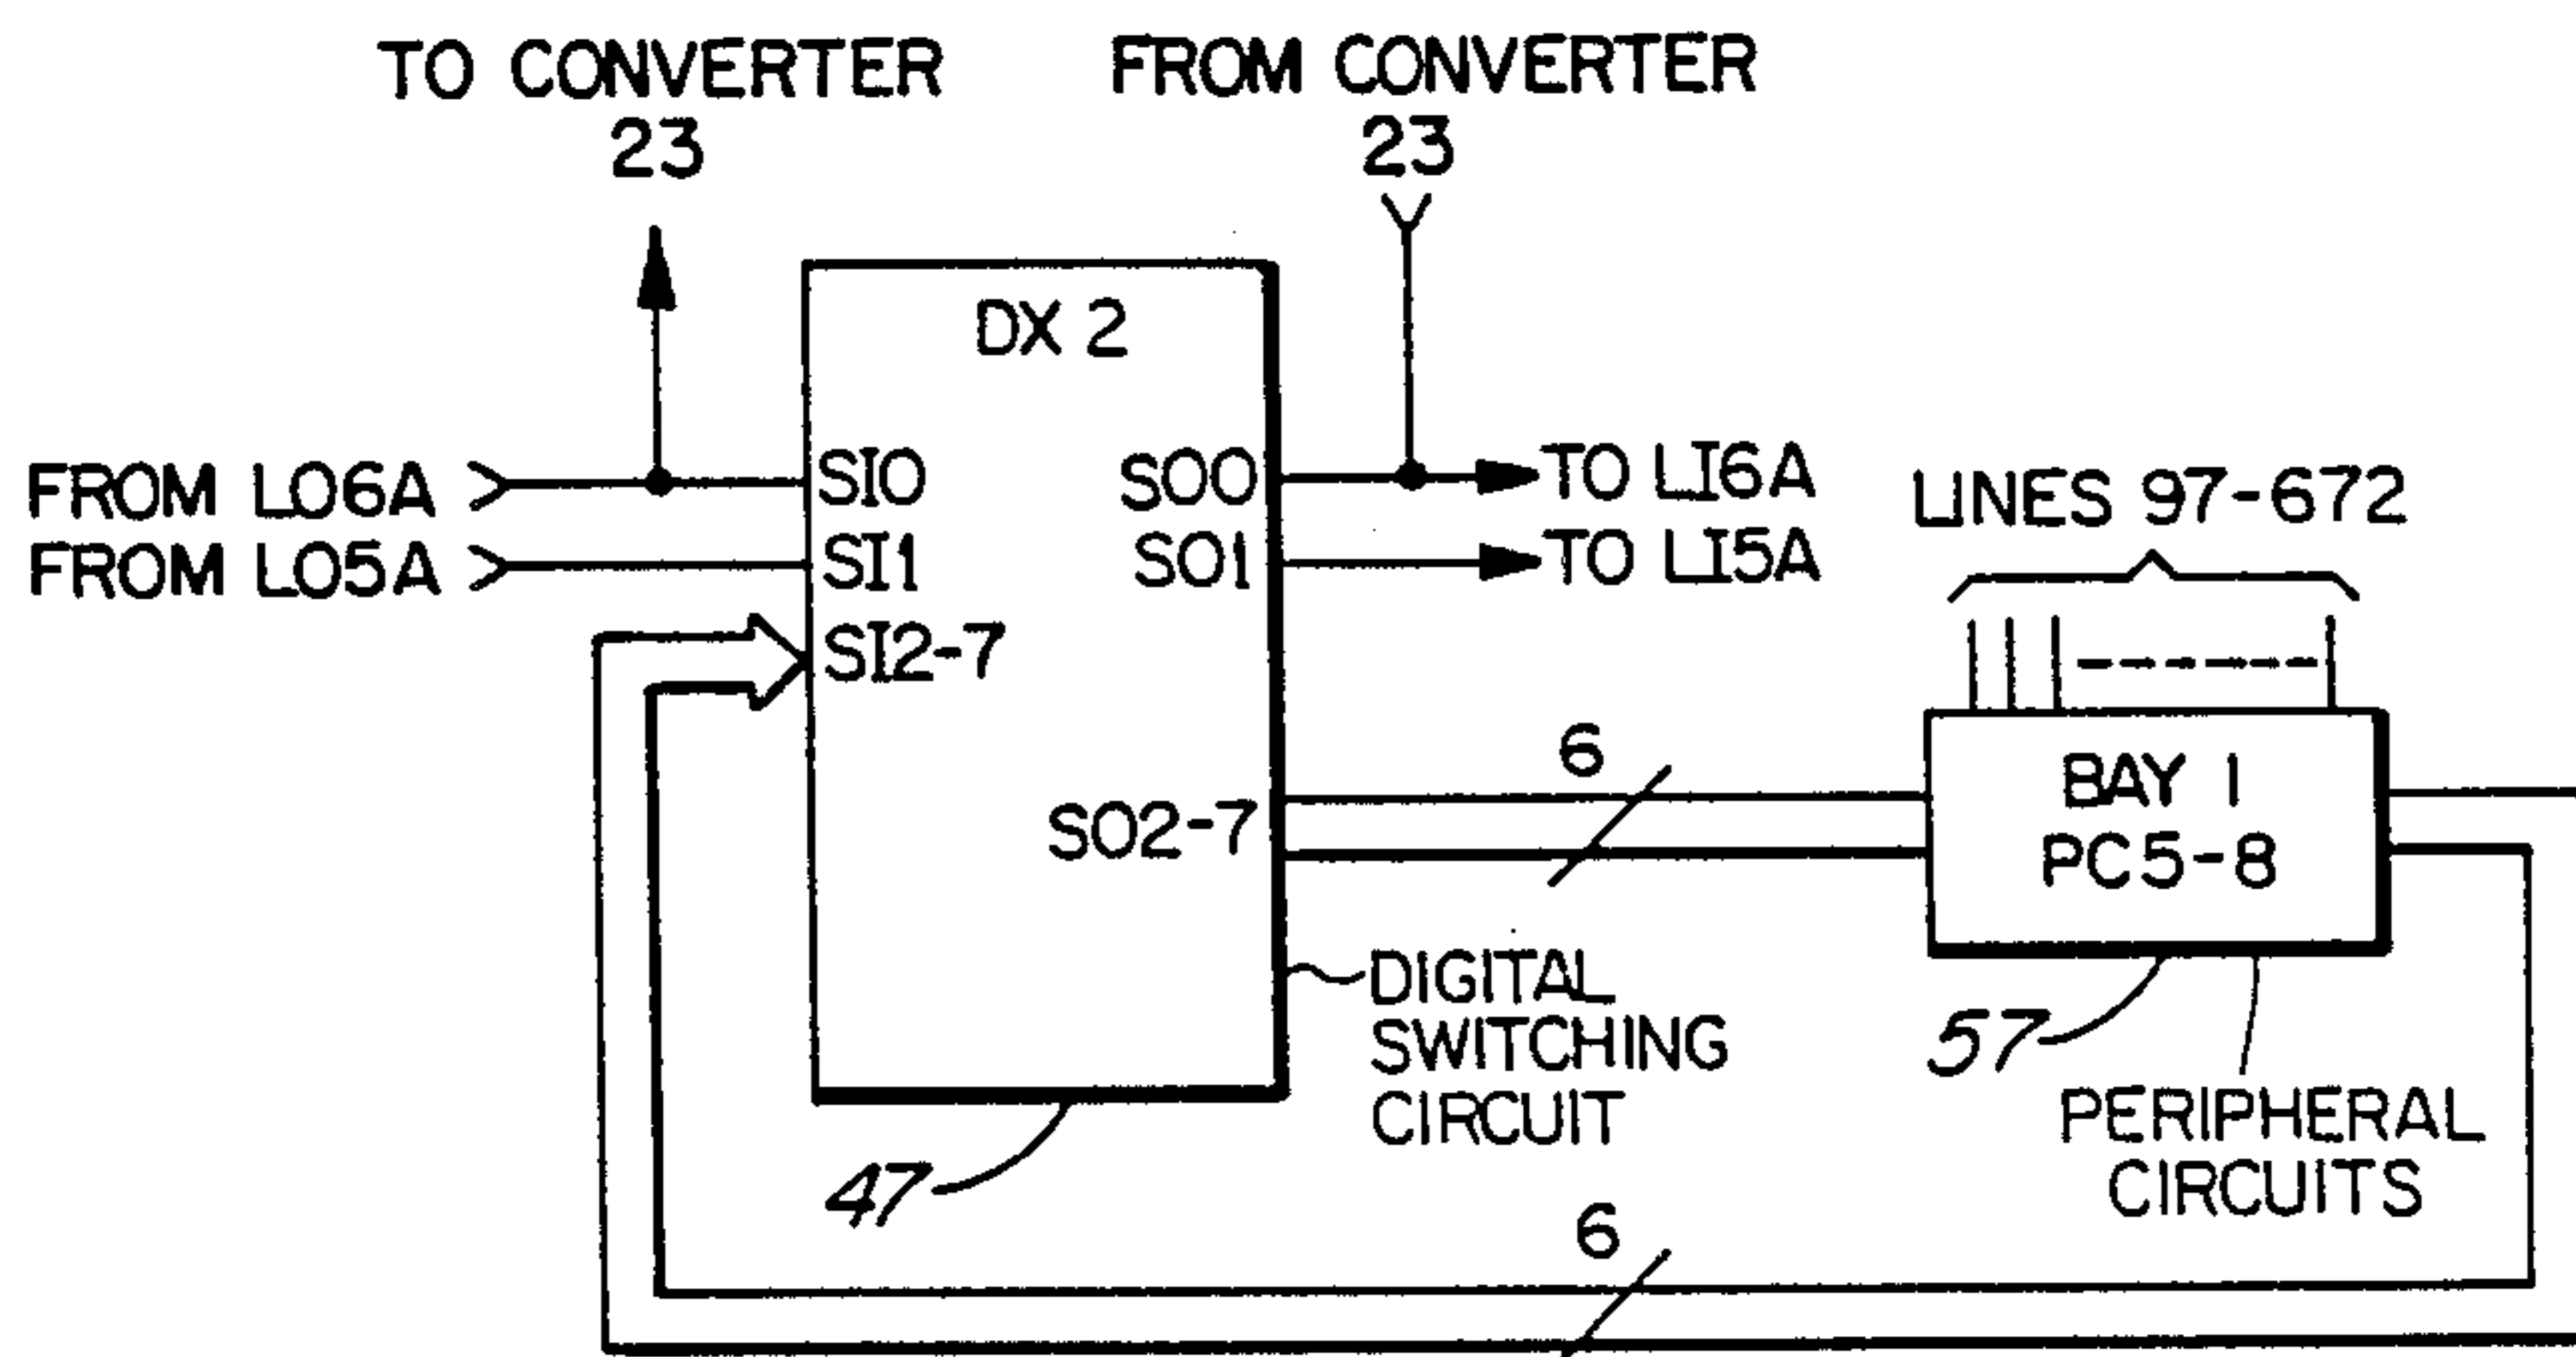 TO CONVERTER
23
FROM CONVERTER
23
DX 2
FROM LO6A
SI0
SO0
TO LI6A
FROM LO5A
SI1
SO1
TO LI5A
LINES 97-672
SI2-7
6
SO2-7
BAY 1
PC5-8
DIGITAL
SWITCHING
CIRCUIT
47
57
PERIPHERAL
CIRCUITS
6